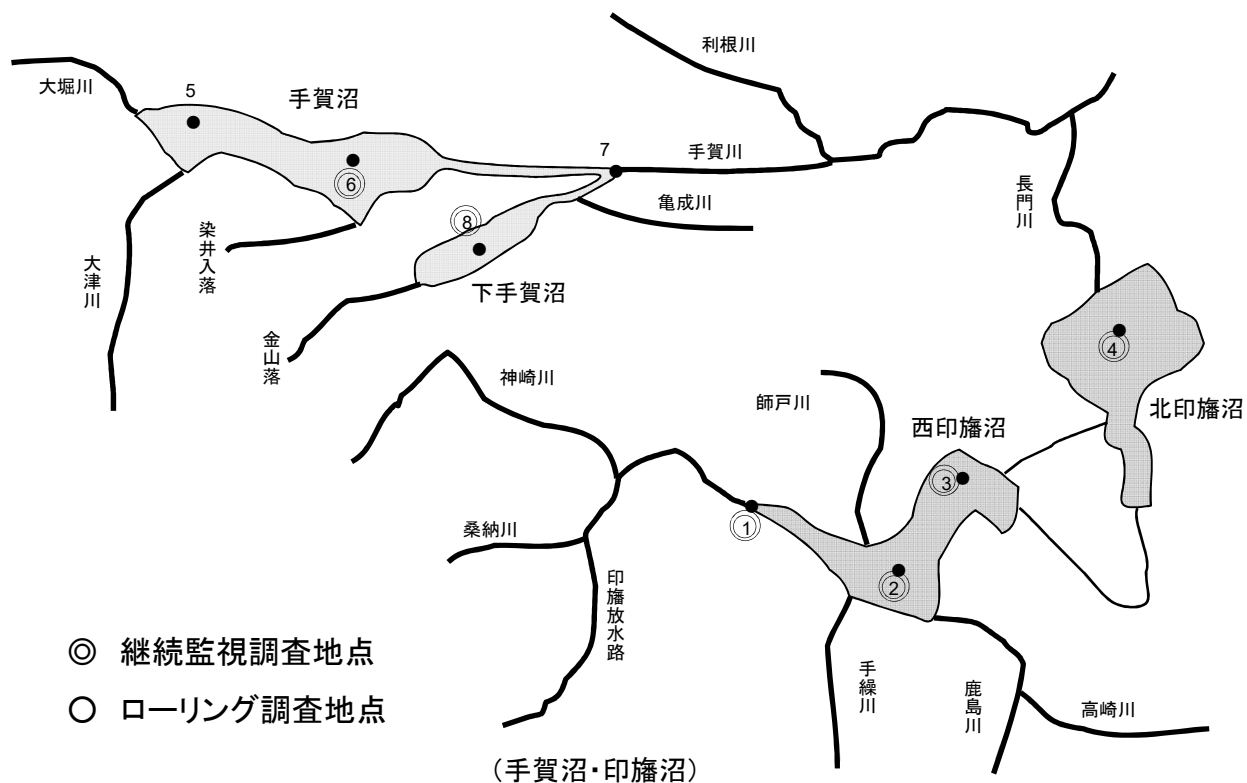 利根川
大堀川
5
手賀沼
7
手賀川
6
亀成川
長門川
染井入落
8
大津川
下手賀沼
金山落
4
神崎川
師戸川
北印旛沼
西印旛沼
3
1
桑納川
2
印旛放水路
◎ 継続監視調査地点
○ ローリング調査地点
手繰川
鹿島川
高崎川
(手賀沼・印旛沼)